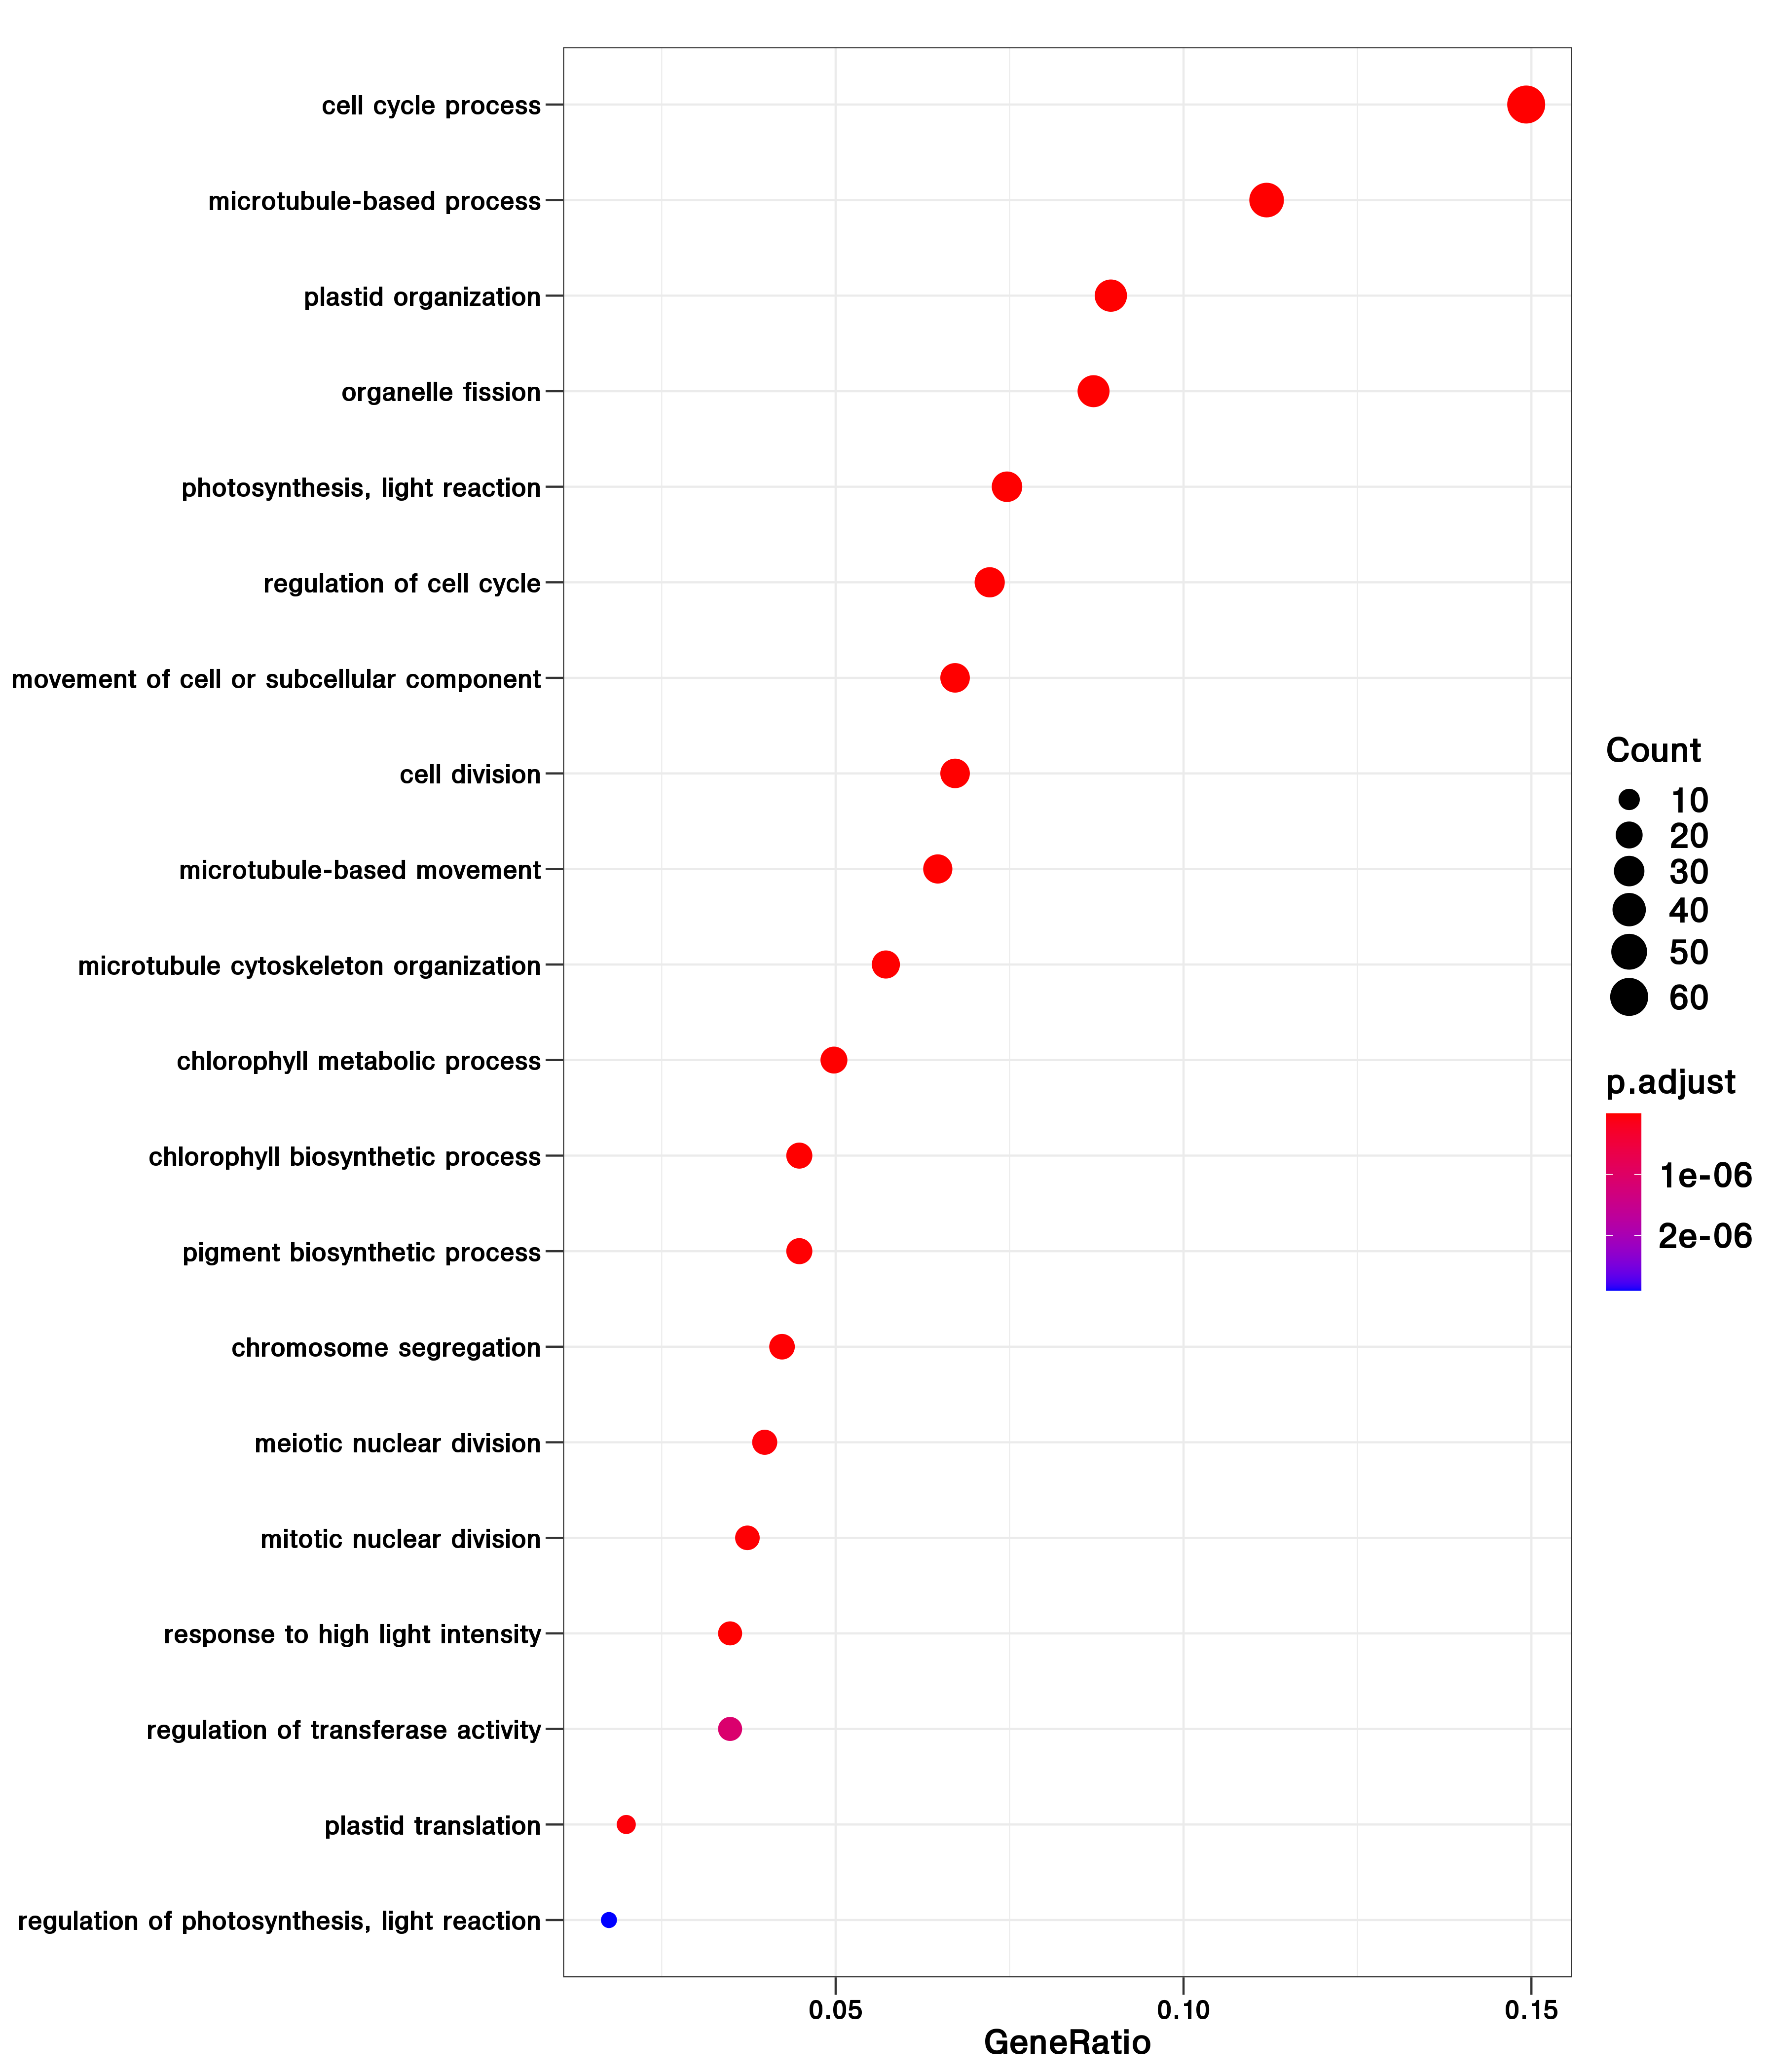 cell cycle process
microtubule-based process
plastid organization
organelle fission
photosynthesis, light reaction
regulation of cell cycle
movement of cell or subcellular component
cell division
microtubule-based movement
microtubule cytoskeleton organization
chlorophyll metabolic process
chlorophyll biosynthetic process
pigment biosynthetic process
chromosome segregation
meiotic nuclear division
mitotic nuclear division
response to high light intensity
regulation of transferase activity
plastid translation
regulation of photosynthesis, light reaction
0.05
0.10
0.15
GeneRatio
Count
10
20
30
40
50
60
p.adjust
1e-06
2e-06